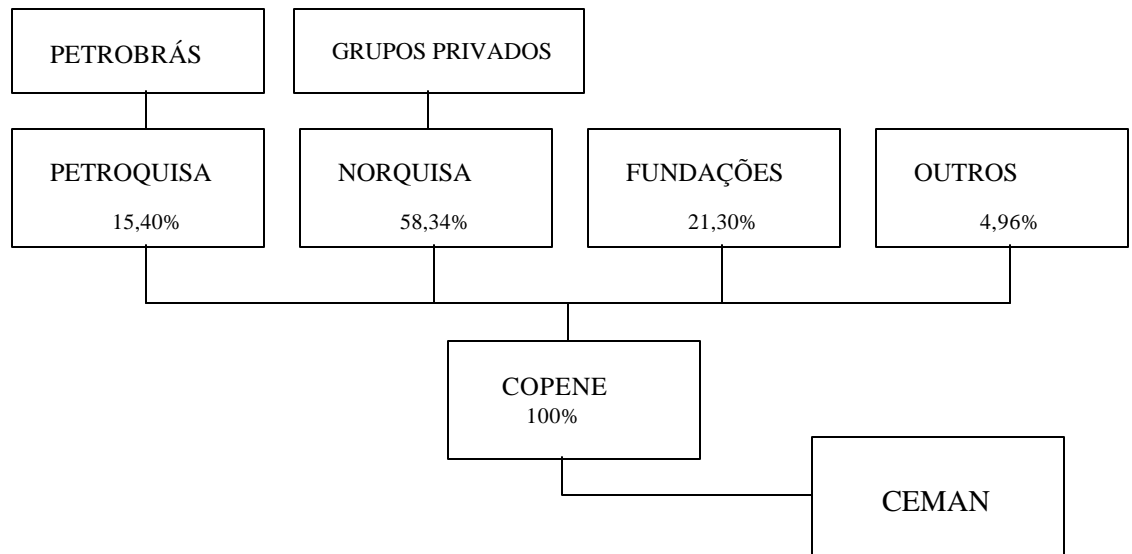 PETROBRÁS
GRUPOS PRIVADOS
PETROQUISA
15,40%
NORQUISA
58,34%
FUNDAÇÕES
21,30%
OUTROS
4,96%
COPENE
100%
CEMAN